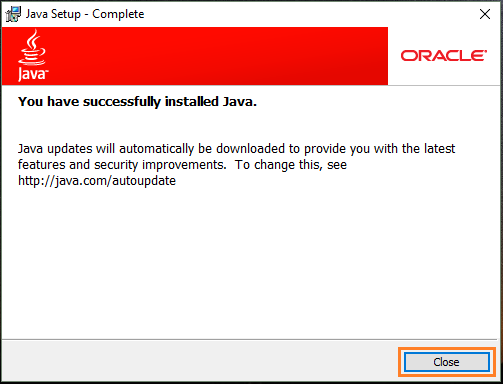 Java Setup - Complete
Java™
ORACLE®
You have successfully installed Java.
Java updates will automatically be downloaded to provide you with the latest
features and security improvements.  To change this, see
http://java.com/autoupdate
Close